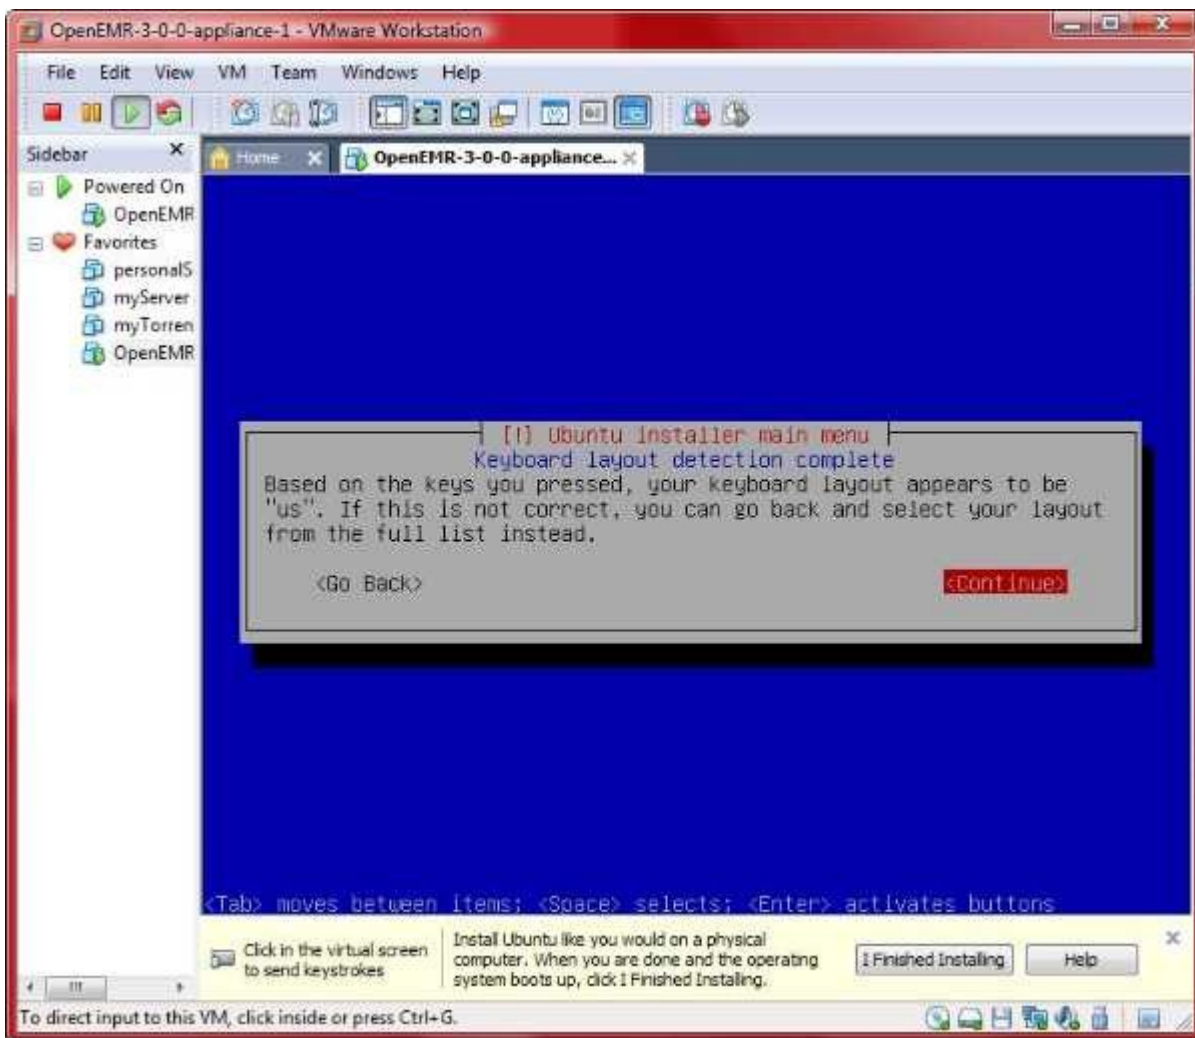 OpenEMR-3-0-0-appliance-1 - VMware Workstation
File Edit View VM Team Windows Help
Sidebar
Home
OpenEMR-3-0-0-appliance...
Powered On
OpenEMR
Favorites
personalS
myServer
myTorren
OpenEMR
[!] Ubuntu installer main menu
Keyboard layout detection complete
Based on the keys you pressed, your keyboard layout appears to be
"us". If this is not correct, you can go back and select your layout
from the full list instead.
<Go Back> <Continue>
<Tab> moves between items; <Space> selects; <Enter> activates buttons
Click in the virtual screen
to send keystrokes
Install Ubuntu like you would on a physical
computer. When you are done and the operating
system boots up, click I Finished Installing.
I Finished Installing
Help
To direct input to this VM, click inside or press Ctrl+G.